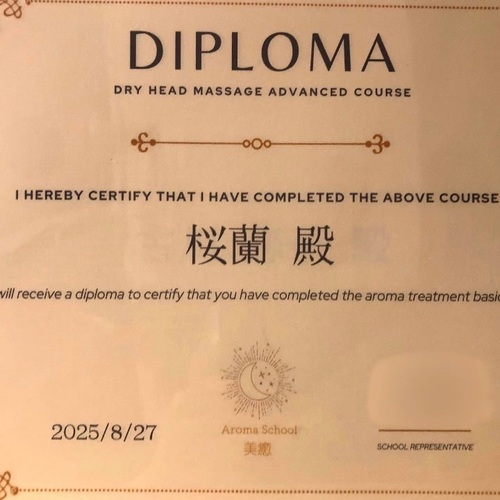 DIPLOMA
DRY HEAD MASSAGE ADVANCED COURSE
I HEREBY CERTIFY THAT I HAVE COMPLETED THE ABOVE COURSE
桜蘭 殿
will receive a diploma to certify that you have completed the aroma treatment basic
Aroma School
美癒
2025/8/27
SCHOOL REPRESENTATIVE